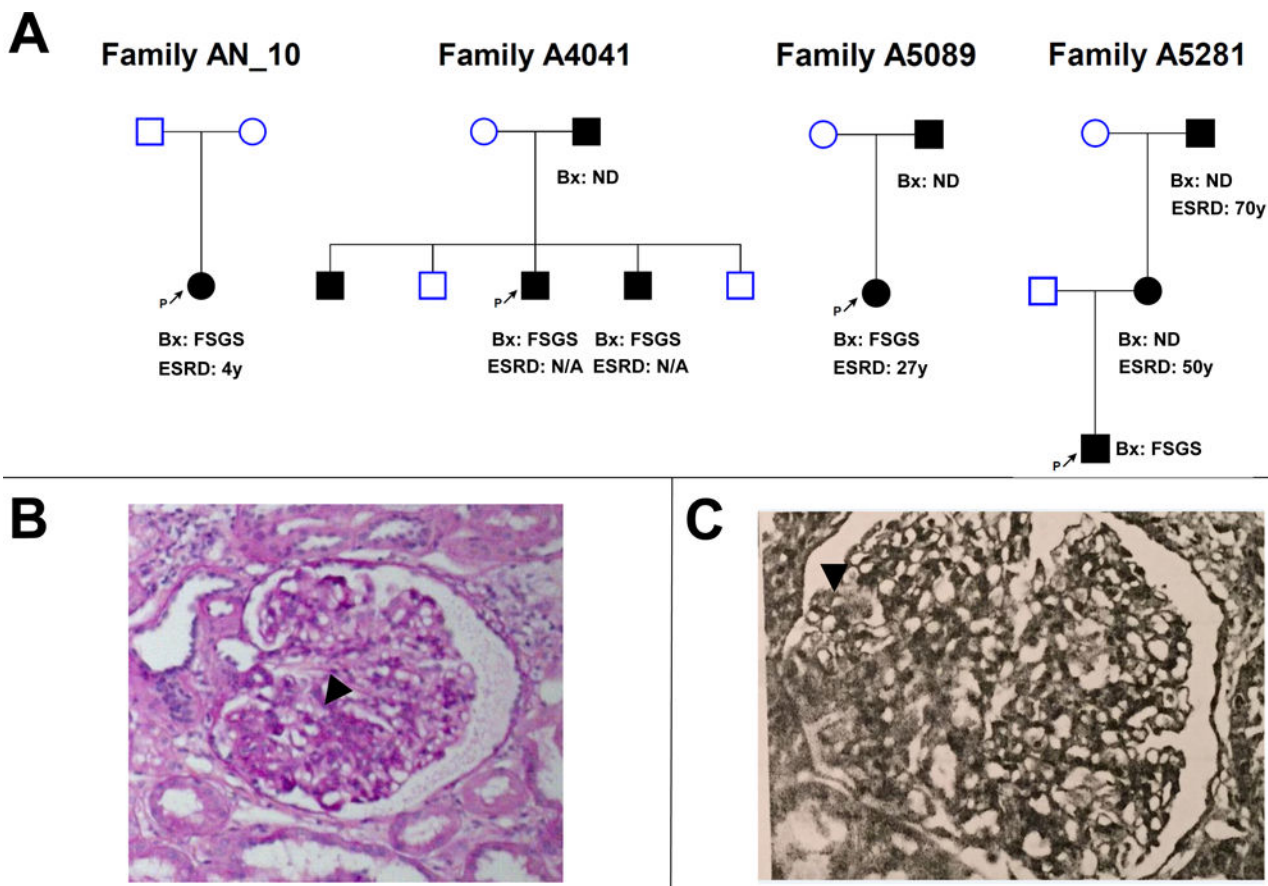 A
Family AN_10
Family A4041
Family A5089
Family A5281
Bx: ND
Bx: ND
Bx: ND
ESRD: 70y
P
P
P
Bx: FSGS
ESRD: 4y
Bx: FSGS
ESRD: N/A
Bx: FSGS
ESRD: N/A
Bx: FSGS
ESRD: 27y
Bx: ND
ESRD: 50y
P
Bx: FSGS
B
C